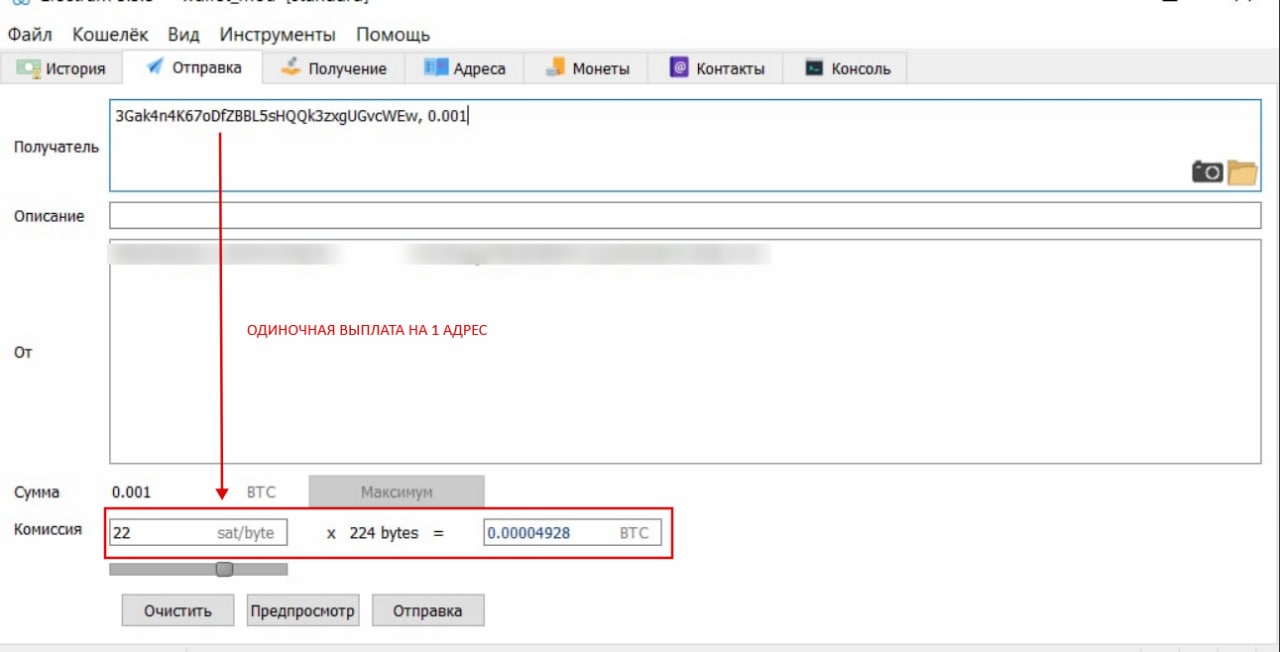 Файл Кошелёк Вид Инструменты Помощь
История Отправка Получение Адреса Монеты Контакты Консоль
3Gak4n4K67oDfZBBL5sHQQk3zxgUGvcWEw, 0.001
Получатель
Описание
ОДИНОЧНАЯ ВЫПЛАТА НА 1 АДРЕС
От
Сумма 0.001 BTC Максимум
Комиссия 22 sat/byte x 224 bytes = 0.00004928 BTC
Очистить Предпросмотр Отправка